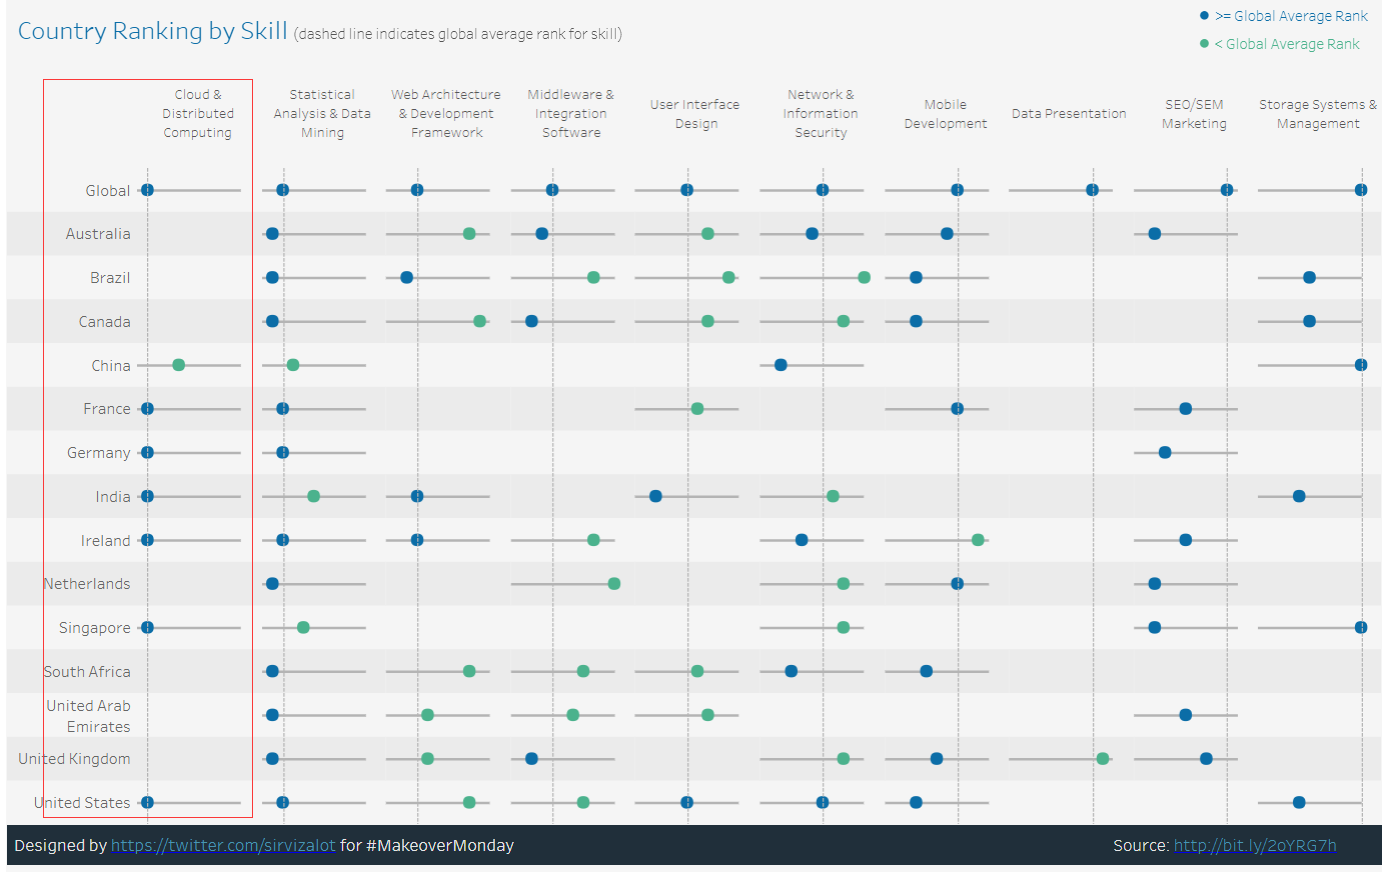 Country Ranking by Skill (dashed line indicates global average rank for skill)
>= Global Average Rank
< Global Average Rank
Cloud &
Distributed
Computing
Statistical
Analysis & Data
Mining
Web Architecture
& Development
Framework
Middleware &
Integration
Software
User Interface
Design
Network &
Information
Security
Mobile
Development
Data Presentation
SEO/SEM
Marketing
Storage Systems &
Management
Global
Australia
Brazil
Canada
China
France
Germany
India
Ireland
Netherlands
Singapore
South Africa
United Arab
Emirates
United Kingdom
United States
Designed by https://twitter.com/sirvizalot for #MakeoverMonday
Source: http://bit.ly/2oYRG7h